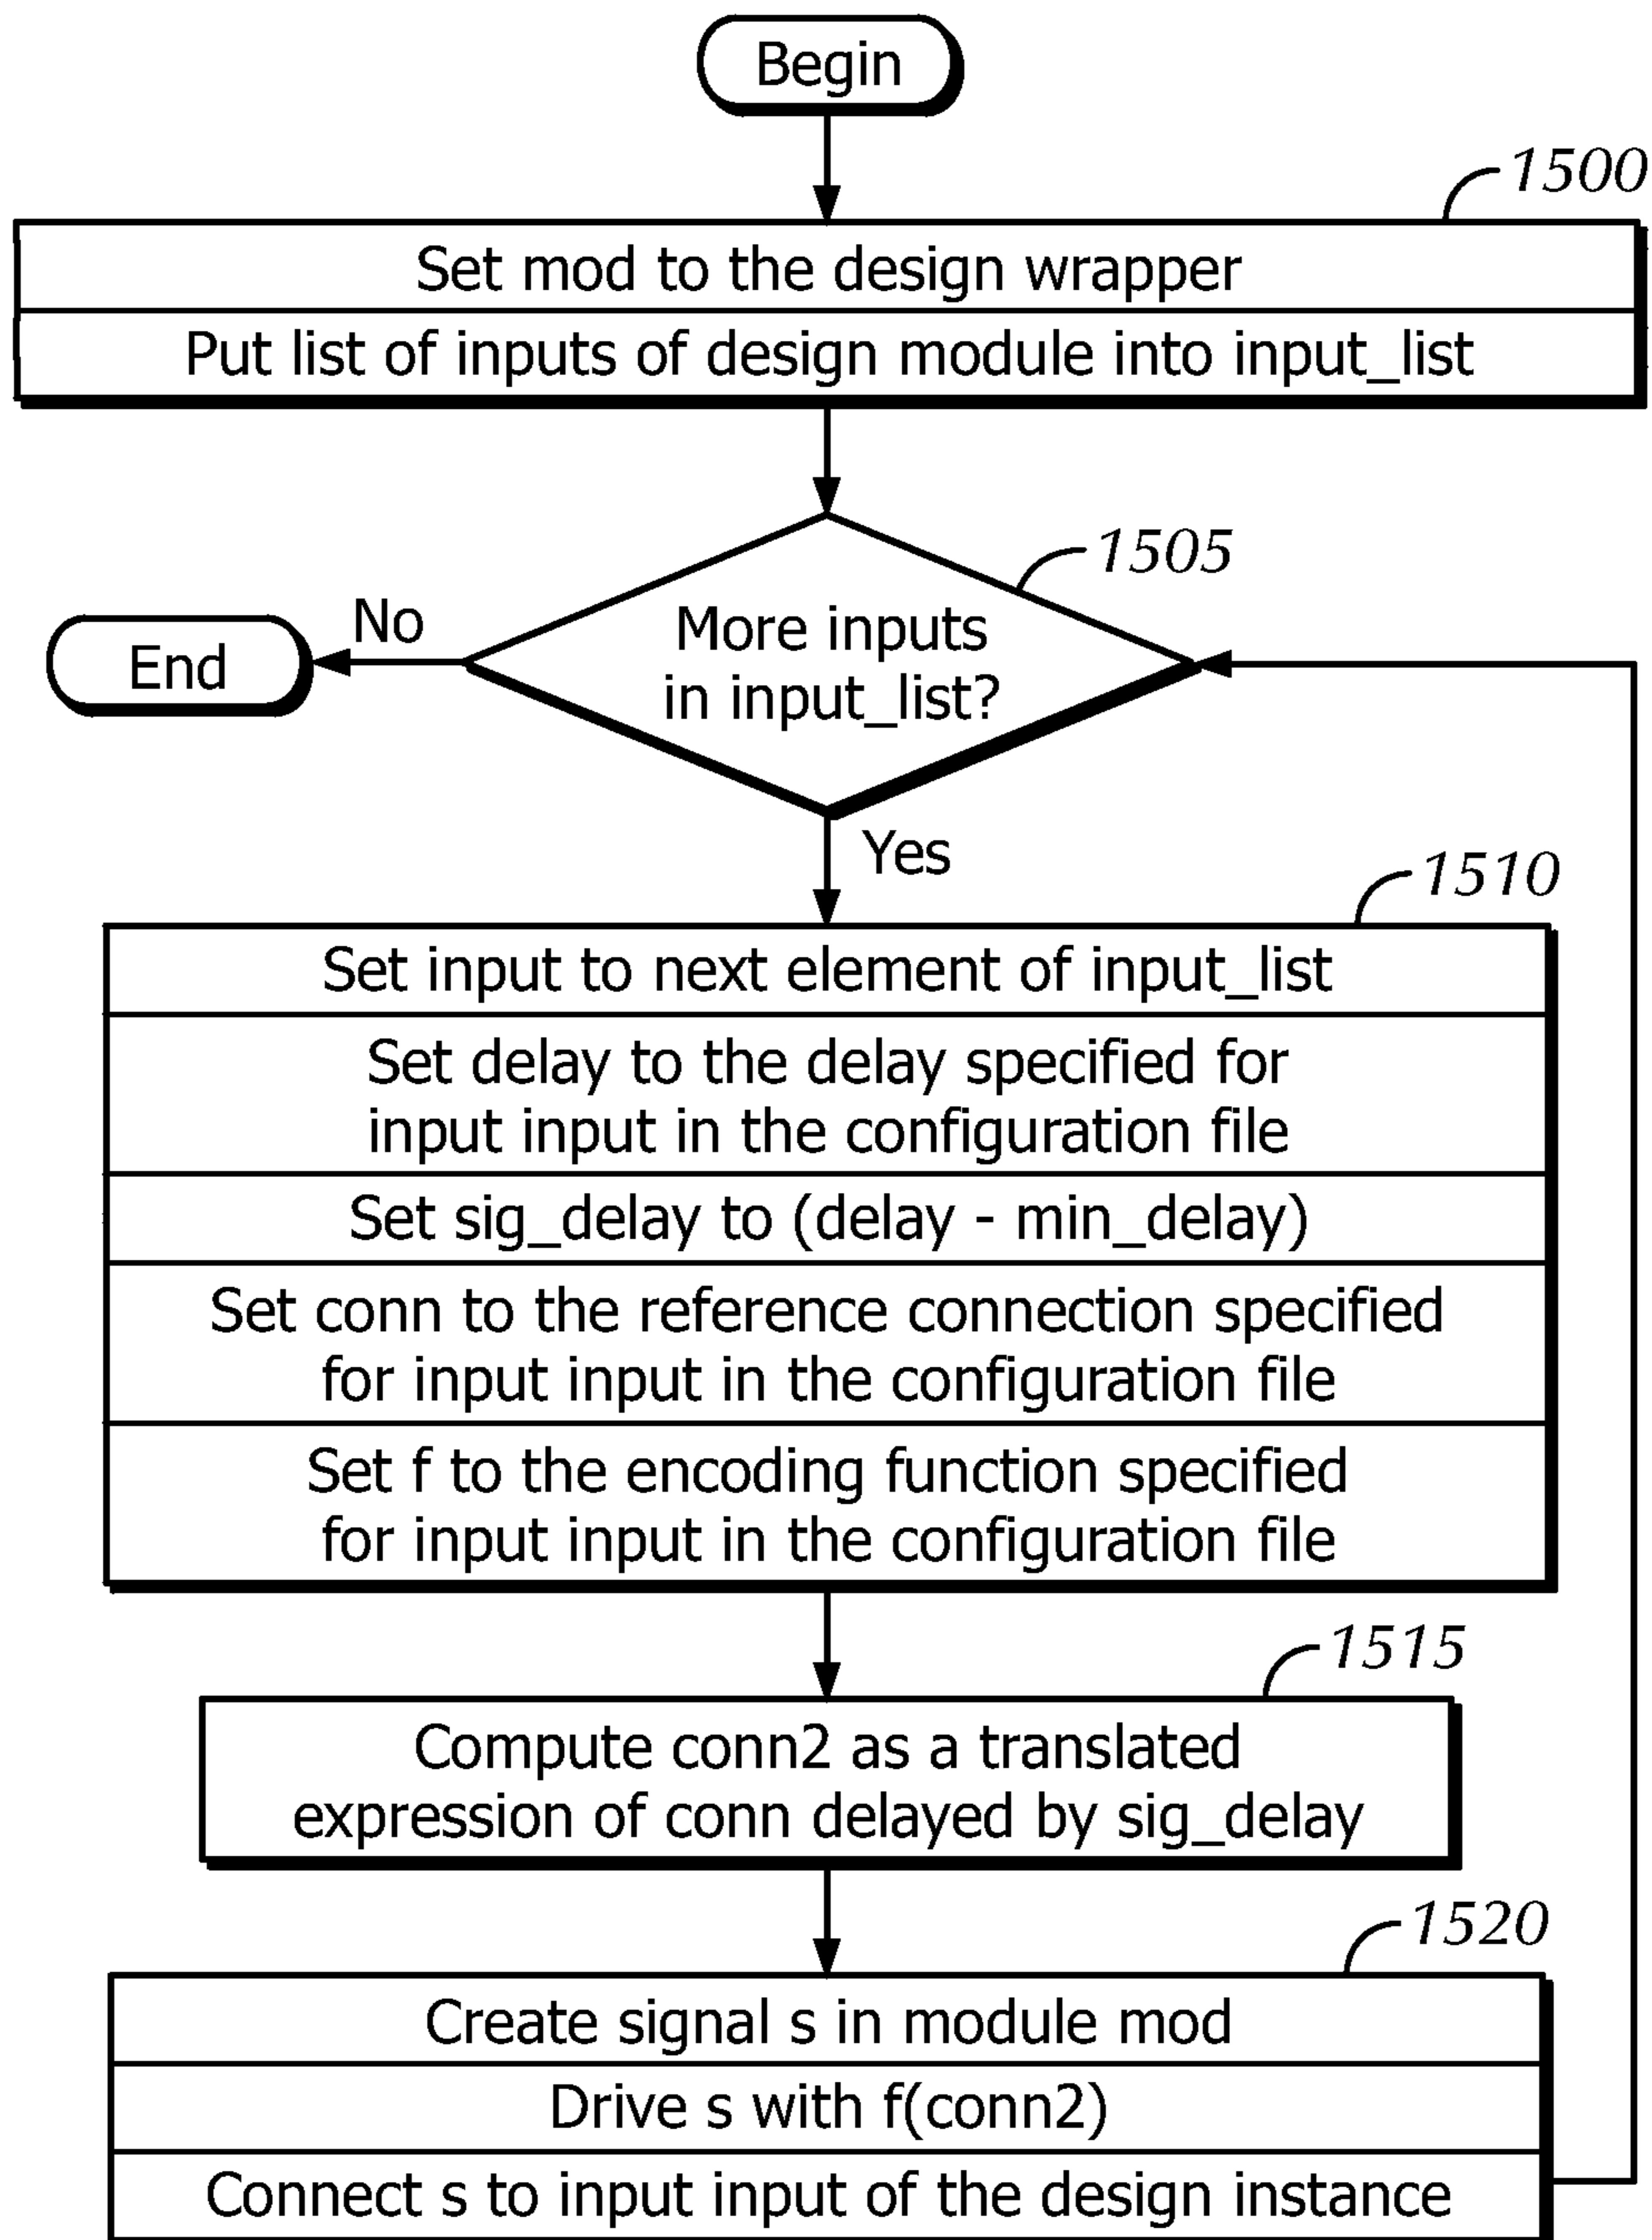 Begin
1500
Set mod to the design wrapper
Put list of inputs of design module into input_list
1505
More inputs
in input_list?
No
End
Yes
1510
Set input to next element of input_list
Set delay to the delay specified for
input input in the configuration file
Set sig_delay to (delay - min_delay)
Set conn to the reference connection specified
for input input in the configuration file
Set f to the encoding function specified
for input input in the configuration file
1515
Compute conn2 as a translated
expression of conn delayed by sig_delay
1520
Create signal s in module mod
Drive s with f(conn2)
Connect s to input input of the design instance